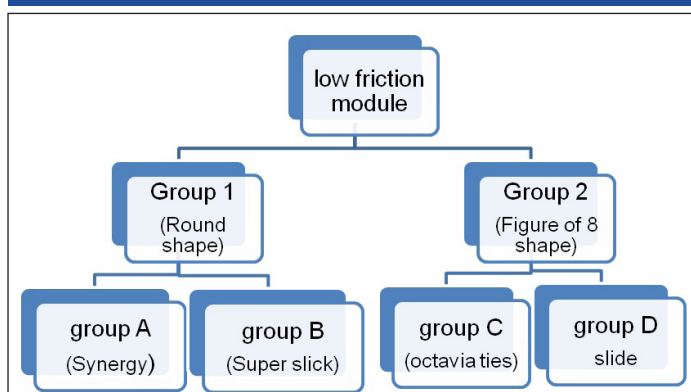 low friction
module
Group 1
(Round
shape)
Group 2
(Figure of 8
shape)
group A
(Synergy)
group B
(Super slick)
group C
(octavia ties)
group D
slide